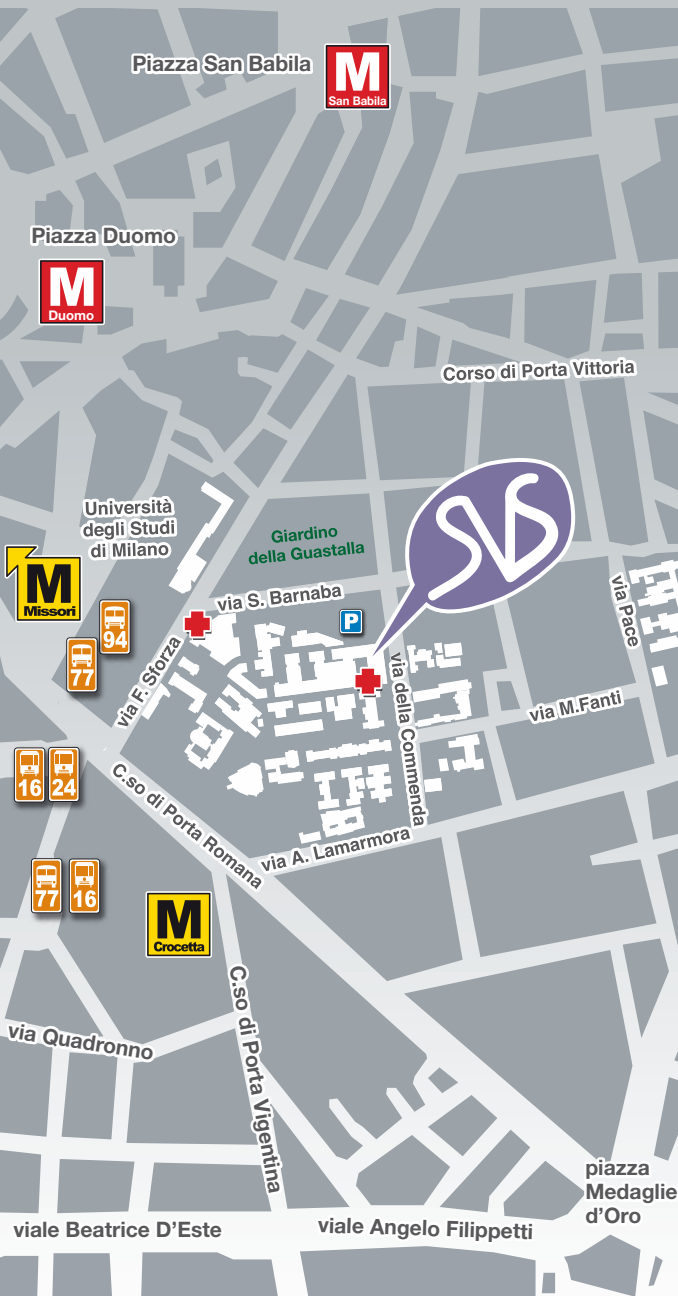 Piazza San Babila
M
San Babila
Piazza Duomo
M
Duomo
Corso di Porta Vittoria
SVS
Università
degli Studi
di Milano
Giardino
della Guastalla
M
Missori
via S. Barnaba
P
via Pace
94
77
via F. Sforza
via della Commenda
via M.Fanti
16
24
C.so di Porta Romana
via A. Lamarmora
77
16
M
Crocetta
C.so di Porta Vigentina
via Quadronno
piazza
Medaglie
d’Oro
viale Beatrice D’Este
viale Angelo Filippetti